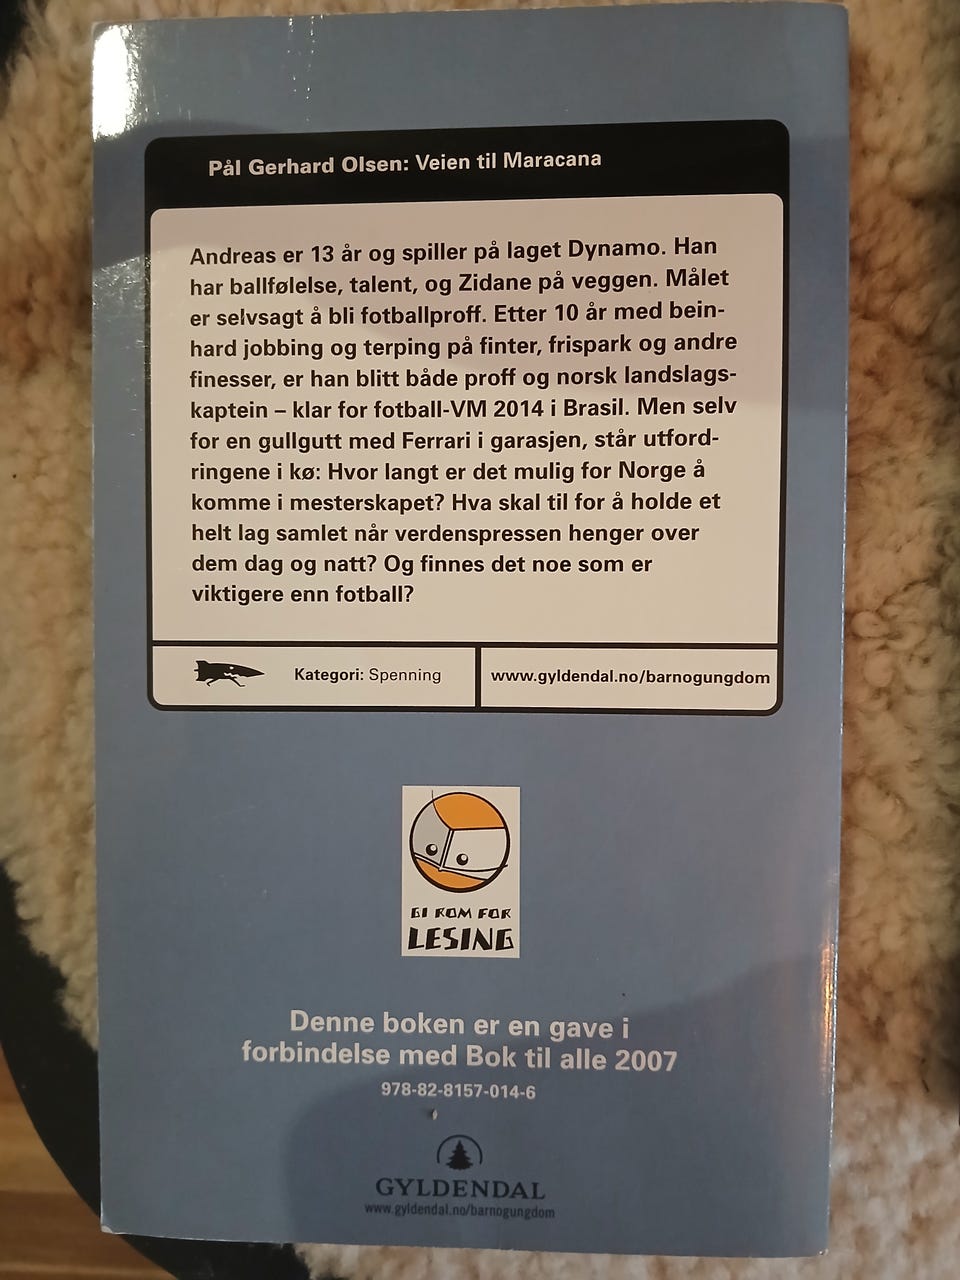 Pål Gerhard Olsen: Veien til Maracana
Andreas er 13 år og spiller på laget Dynamo. Han
har ballfølelse, talent, og Zidane på veggen. Målet
er selvsagt å bli fotballproff. Etter 10 år med bein-
hard jobbing og terping på finter, frispark og andre
finesser, er han blitt både proff og norsk landslags-
kaptein – klar for fotball-VM 2014 i Brasil. Men selv
for en gullgutt med Ferrari i garasjen, står utford-
ringene i kø: Hvor langt er det mulig for Norge å
komme i mesterskapet? Hva skal til for å holde et
helt lag samlet når verdenspressen henger over
dem dag og natt? Og finnes det noe som er
viktigere enn fotball?
Kategori: Spenning
www.gyldendal.no/barnogungdom
GI ROM FOR
LESING
Denne boken er en gave i
forbindelse med Bok til alle 2007
978-82-8157-014-6
GYLDENDAL
www.gyldendal.no/barnogungdom